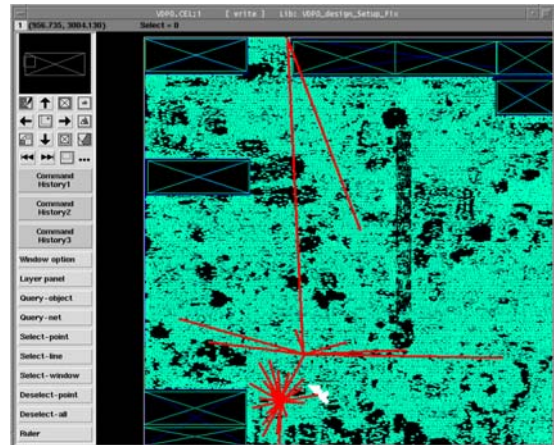 VDPO.CEL;1 [ erite ] Lib: VDPO_design_Setup_Fix
1 (956.735, 3004.130) Select = 0
Command
History1
Command
History2
Command
History3
Window option
Layer panel
Query-object
Query-net
Select-point
Select-line
Select-window
Deselect-point
Deselect-all
Ruler